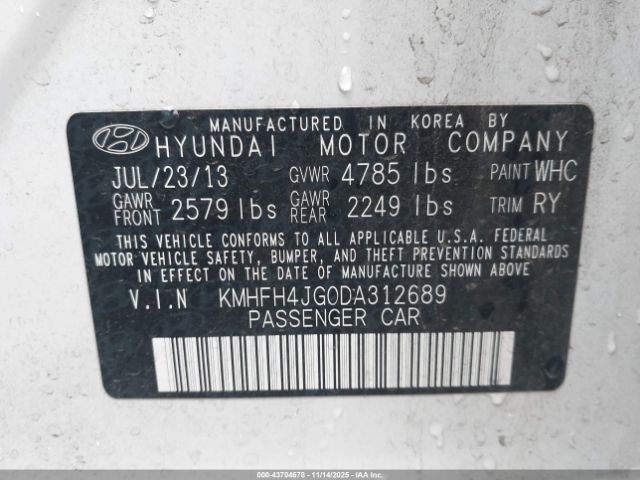 MANUFACTURED IN KOREA BY
HYUNDAI MOTOR COMPANY
JUL/23/13 GVWR 4785 lbs PAINT WHC
GAWR FRONT 2579 lbs GAWR REAR 2249 lbs TRIM RY
THIS VEHICLE CONFORMS TO ALL APPLICABLE U.S.A. FEDERAL
MOTOR VEHICLE SAFETY, BUMPER, AND THEFT PREVENTION STANDARDS
IN EFFECT ON THE DATE OF MANUFACTURE SHOWN ABOVE
V.I.N KMHFH4JG0DA312689
PASSENGER CAR
000-43704678 - 11/14/2025 - IAAI.COM